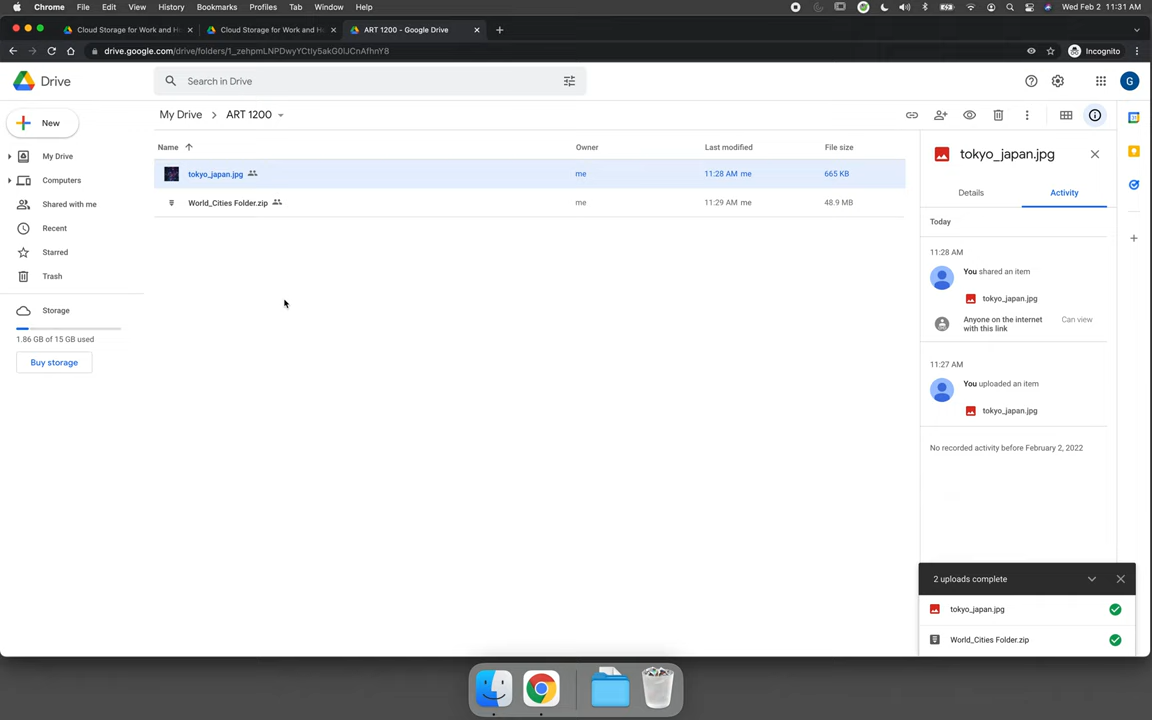 Chrome File Edit View History Bookmarks Profiles Tab Window Help Wed Feb 2 11:31 AM
Cloud Storage for Work and H
Cloud Storage for Work and H
ART 1200 - Google Drive
drive.google.com/drive/folders/1_zehpmLNPDwyYCtIy5akG0IJCnAfhnY8
Incognito
Drive
Search in Drive
G
New
My Drive
ART 1200
Name
Owner
Last modified
File size
tokyo_japan.jpg
me
11:28 AM me
665 KB
World_Cities Folder.zip
me
11:29 AM me
48.9 MB
My Drive
Computers
Shared with me
Recent
Starred
Trash
Storage
1.86 GB of 15 GB used
Buy storage
tokyo_japan.jpg
Details
Activity
Today
11:28 AM
You shared an item
tokyo_japan.jpg
Anyone on the internet
with this link
Can view
11:27 AM
You uploaded an item
tokyo_japan.jpg
No recorded activity before February 2, 2022
2 uploads complete
tokyo_japan.jpg
World_Cities Folder.zip